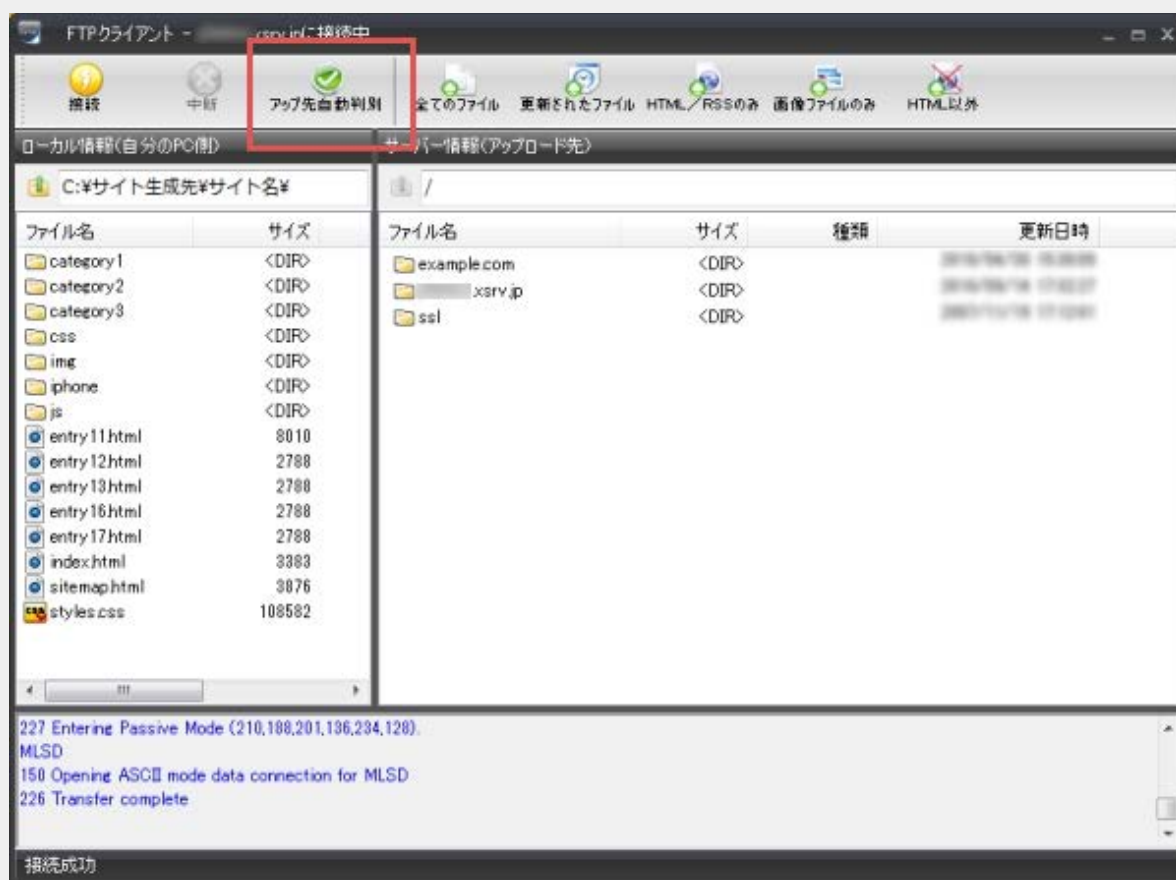 FTPクライアント - xsrv.jpに接続中
接続 中断 アップ先自動判別 全てのファイル 更新されたファイル HTML／RSSのみ 画像ファイルのみ HTML以外
ローカル情報(自分のPC側) サーバー情報(アップロード先)
C:¥サイト生成先¥サイト名¥ /
ファイル名 サイズ ファイル名 サイズ 種類 更新日時
category1 <DIR> example.com <DIR>
category2 <DIR> .xsrv.jp <DIR>
category3 <DIR> ssl <DIR>
css <DIR>
img <DIR>
iphone <DIR>
js <DIR>
entry11.html 8010
entry12.html 2788
entry13.html 2788
entry16.html 2788
entry17.html 2788
index.html 3383
sitemap.html 3876
styles.css 108582
227 Entering Passive Mode (210,188,201,136,234,128).
MLSD
150 Opening ASCII mode data connection for MLSD
226 Transfer complete
接続成功